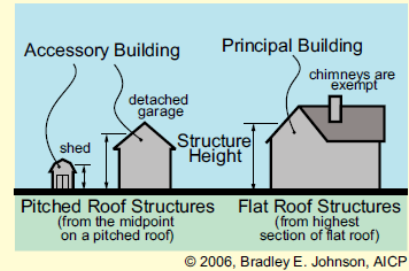 Accessory Building
Principal Building
chimneys are
exempt
detached
garage
shed
Structure
Height
Pitched Roof Structures
(from the midpoint
on a pitched roof)
Flat Roof Structures
(from highest
section of flat roof)
© 2006, Bradley E. Johnson, AICP